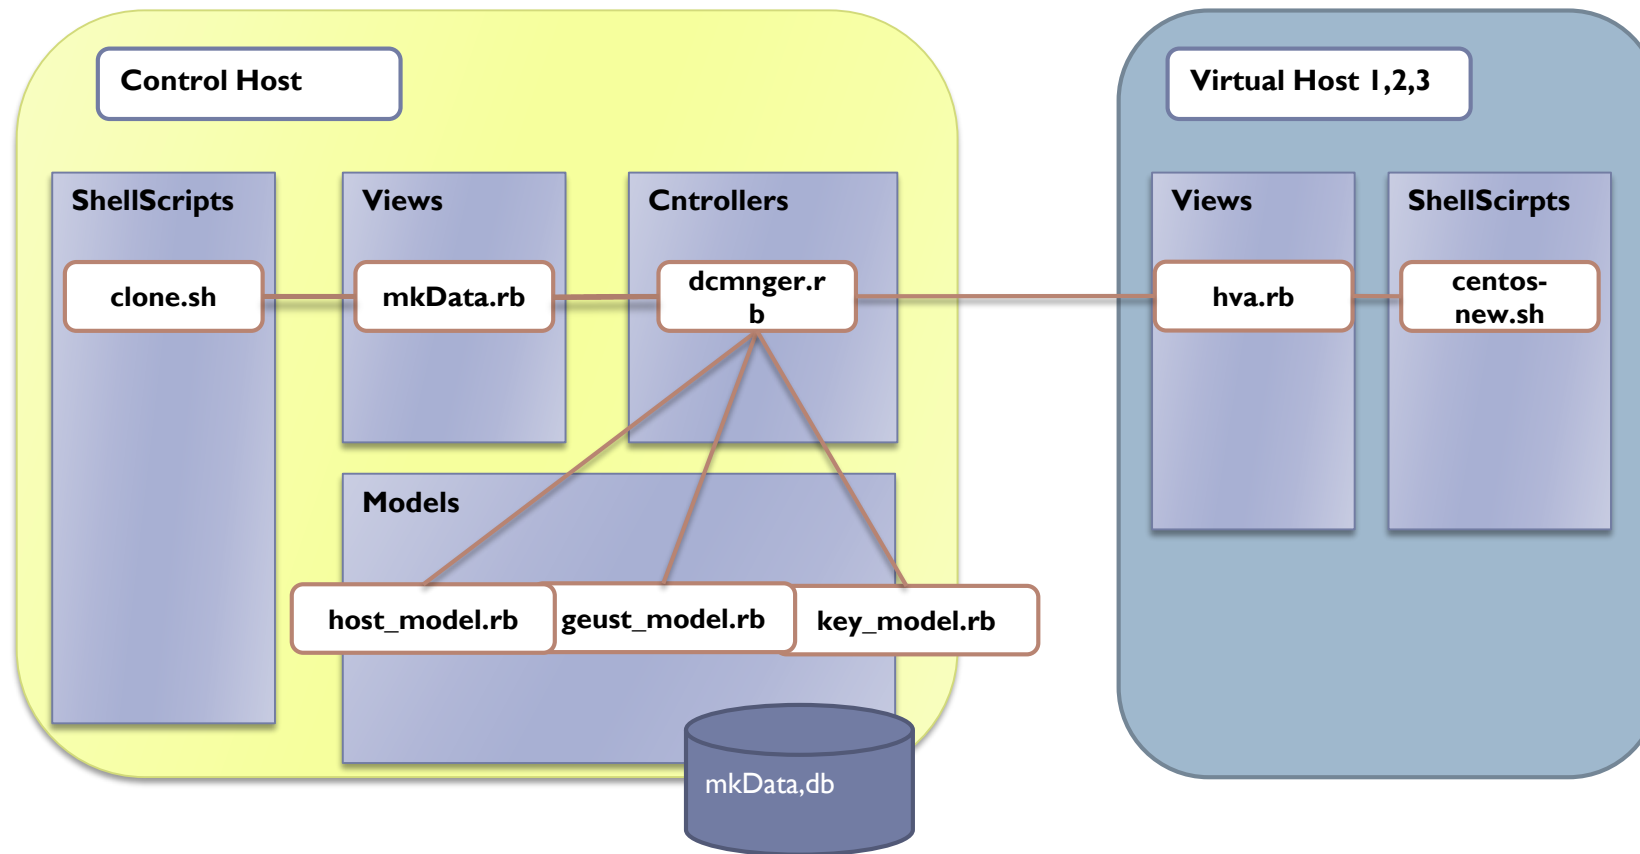 Control Host
Virtual Host 1,2,3
ShellScripts
Views
Cntrollers
Views
ShellScirpts
clone.sh
mkData.rb
dcmnger.r
b
hva.rb
centos-
new.sh
Models
host_model.rb
geust_model.rb
key_model.rb
mkData,db